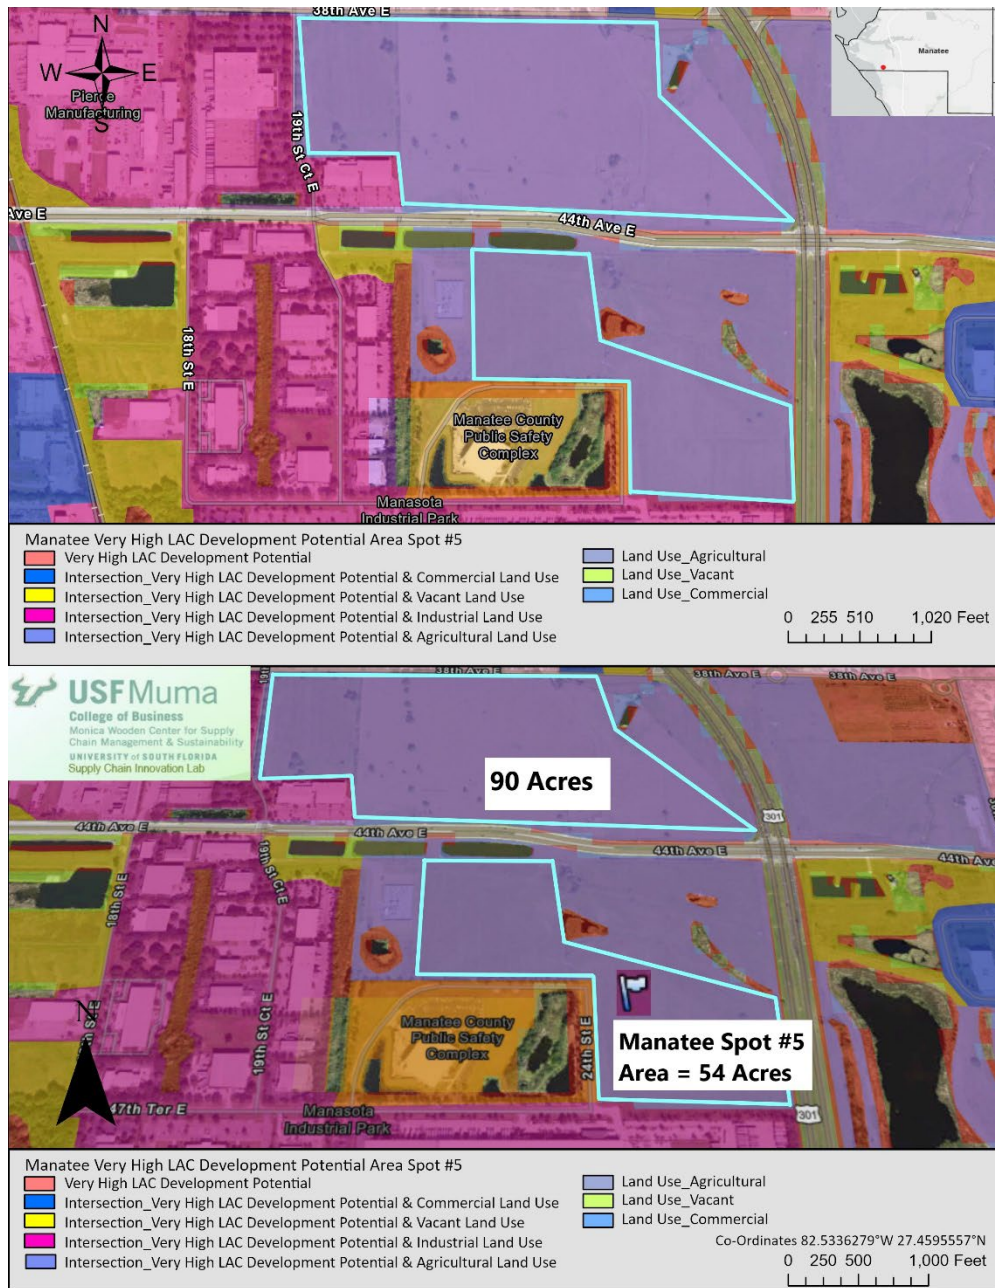 38th Ave E
N
W
E
S
Pierce
Manufacturing
Manatee
19th St Ct E
Ave E
44th Ave E
18th St E
Manatee County
Public Safety
Complex
Manasota
Industrial Park
Manatee Very High LAC Development Potential Area Spot #5
Very High LAC Development Potential
Intersection_Very High LAC Development Potential & Commercial Land Use
Intersection_Very High LAC Development Potential & Vacant Land Use
Intersection_Very High LAC Development Potential & Industrial Land Use
Intersection_Very High LAC Development Potential & Agricultural Land Use
Land Use_Agricultural
Land Use_Vacant
Land Use_Commercial
0 255 510 1,020 Feet
USF Muma
College of Business
Monica Wooden Center for Supply
Chain Management & Sustainability
UNIVERSITY of SOUTH FLORIDA
Supply Chain Innovation Lab
38th Ave E
38th Ave E
90 Acres
301
44th Ave E
44th Ave E
44th Ave E
44th Ave
18th St E
19th St Ct E
19th St Ct E
N
Manatee County
Public Safety
Complex
24th St E
Manatee Spot #5
Area = 54 Acres
47th Ter E
Manasota
Industrial Park
301
Manatee Very High LAC Development Potential Area Spot #5
Very High LAC Development Potential
Intersection_Very High LAC Development Potential & Commercial Land Use
Intersection_Very High LAC Development Potential & Vacant Land Use
Intersection_Very High LAC Development Potential & Industrial Land Use
Intersection_Very High LAC Development Potential & Agricultural Land Use
Land Use_Agricultural
Land Use_Vacant
Land Use_Commercial
Co-Ordinates 82.5336279°W 27.4595557°N
0 250 500 1,000 Feet